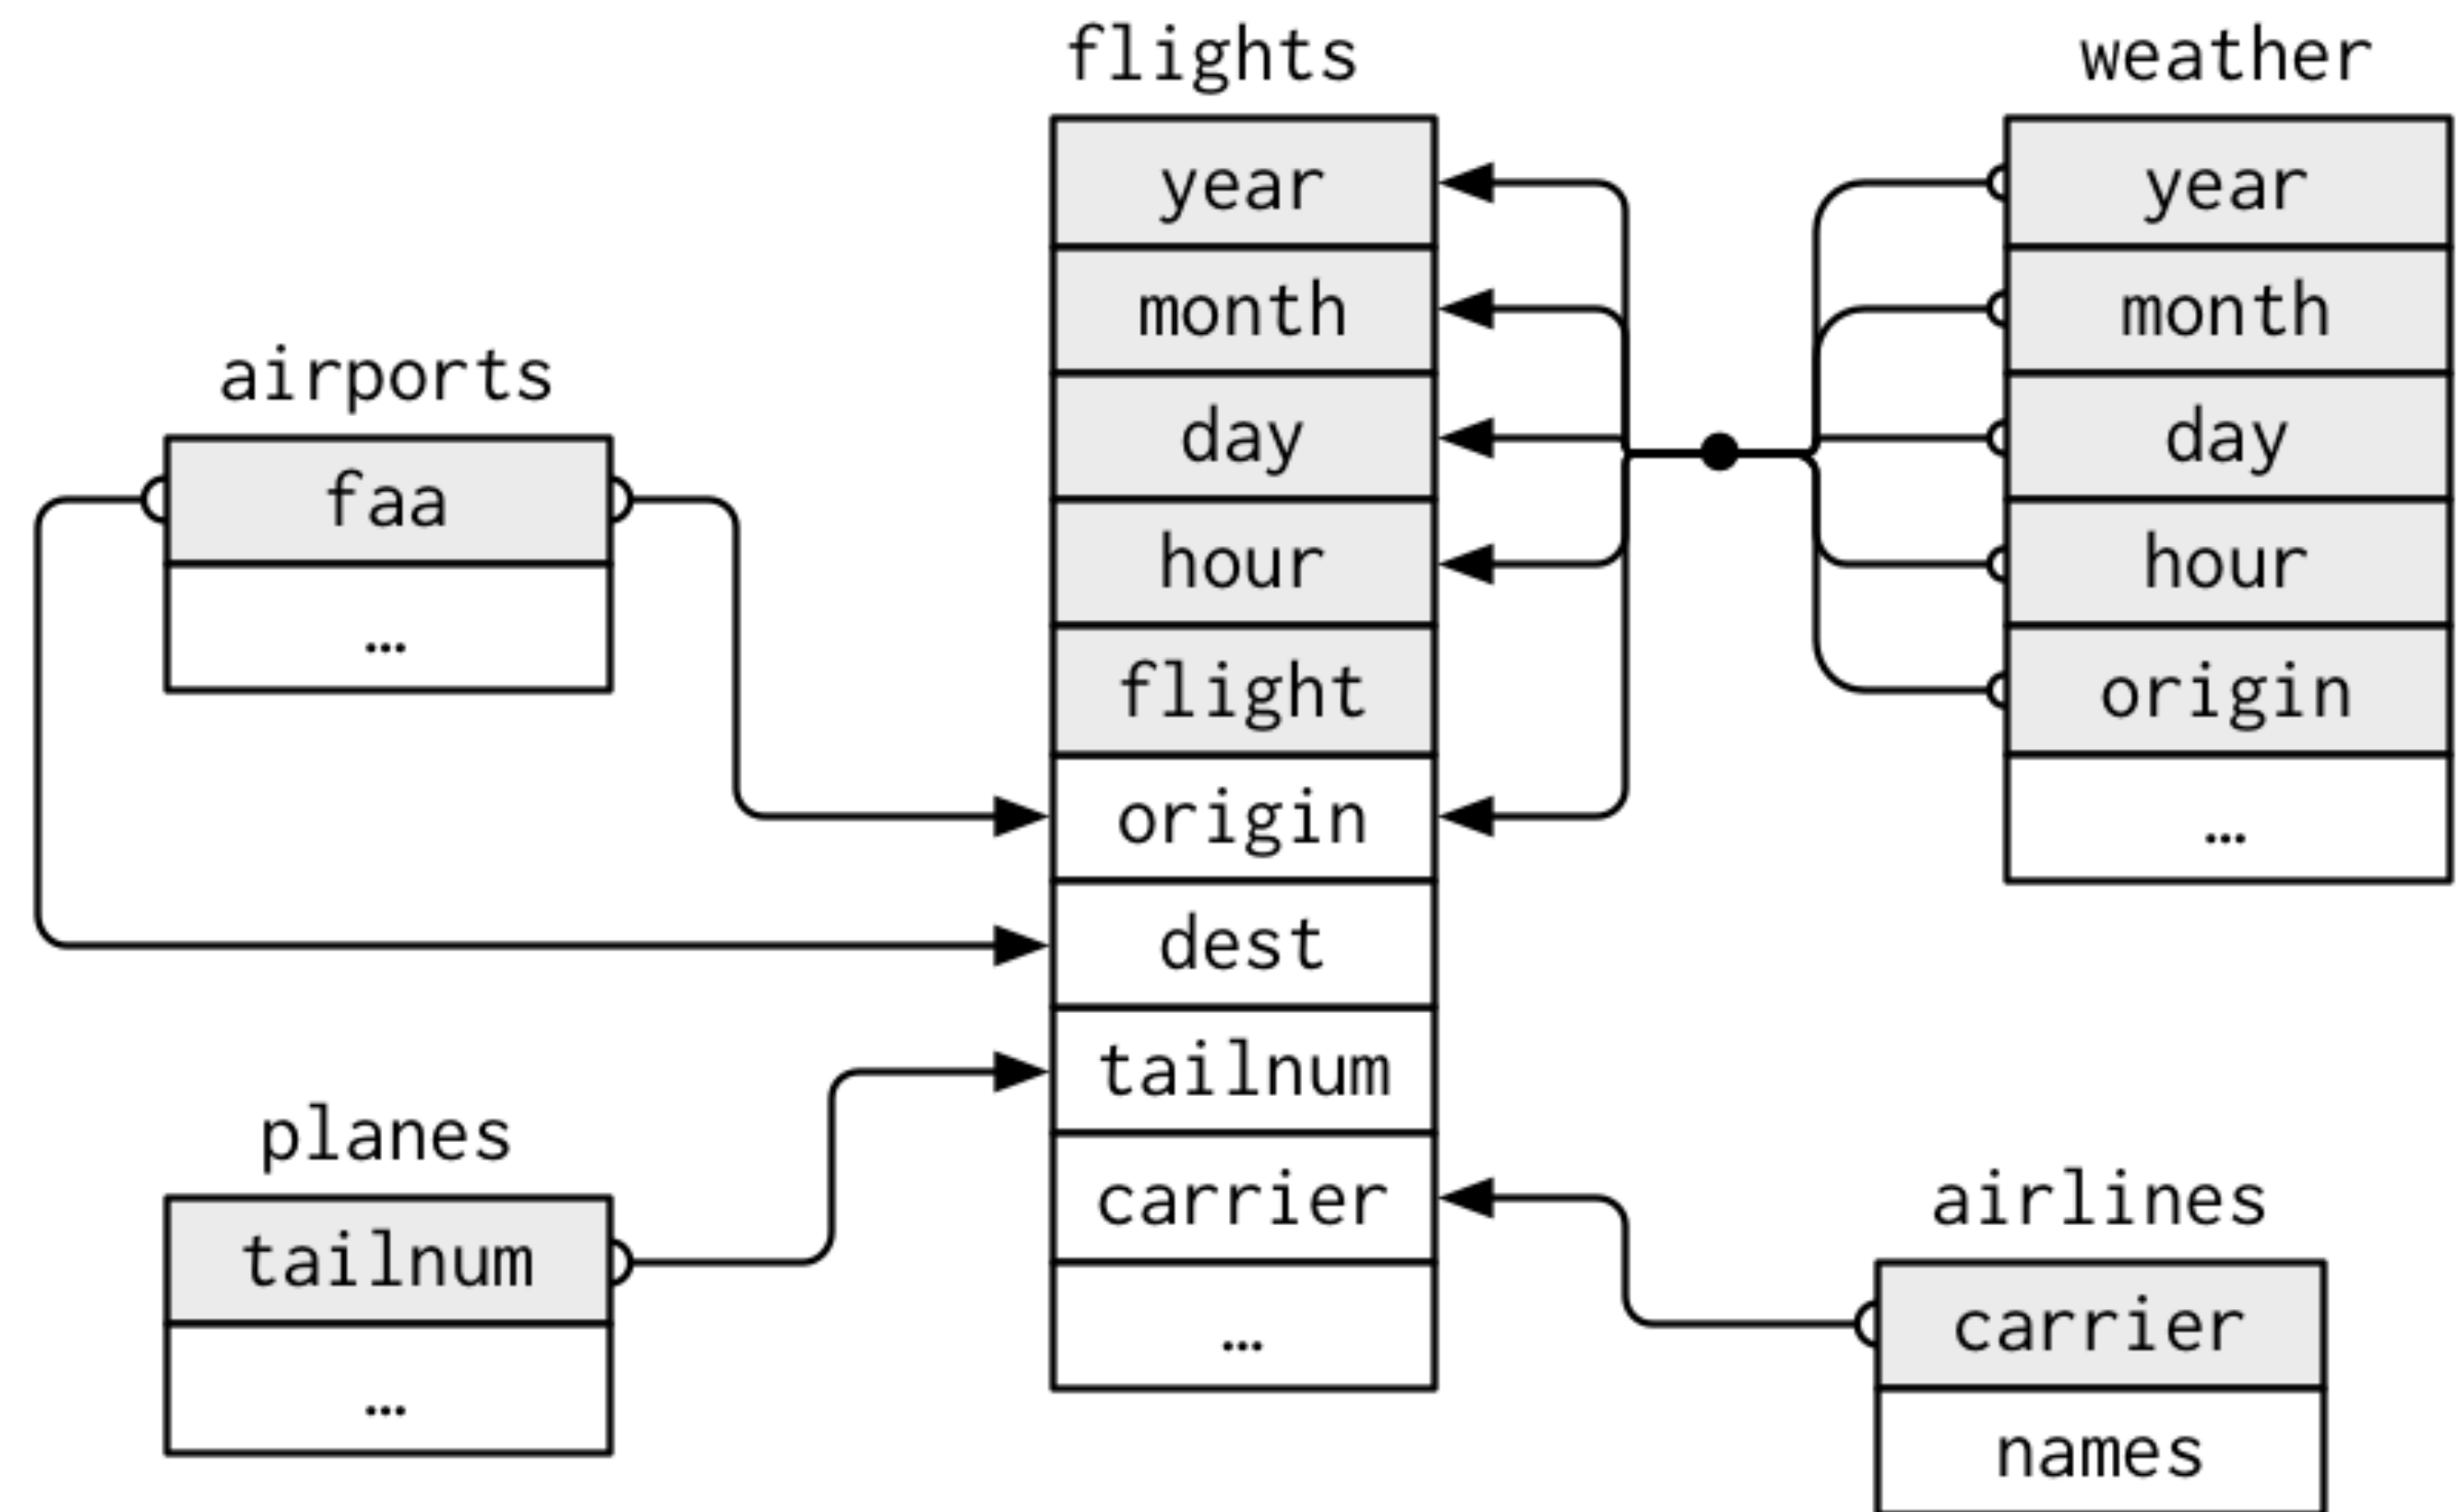 flights
year
month
day
hour
flight
origin
dest
tailnum
carrier
…
weather
year
month
day
hour
origin
…
airports
faa
…
planes
tailnum
…
airlines
carrier
names